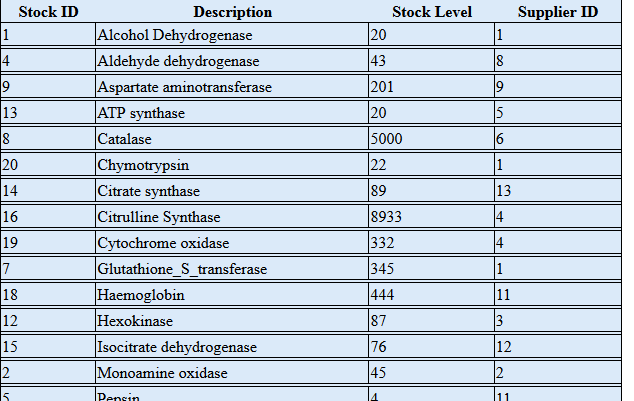 Stock ID Description Stock Level Supplier ID
1 Alcohol Dehydrogenase 20 1
4 Aldehyde dehydrogenase 43 8
9 Aspartate aminotransferase 201 9
13 ATP synthase 20 5
8 Catalase 5000 6
20 Chymotrypsin 22 1
14 Citrate synthase 89 13
16 Citrulline Synthase 8933 4
19 Cytochrome oxidase 332 4
7 Glutathione_S_transferase 345 1
18 Haemoglobin 444 11
12 Hexokinase 87 3
15 Isocitrate dehydrogenase 76 12
2 Monoamine oxidase 45 2
5 Pepsin 4 11